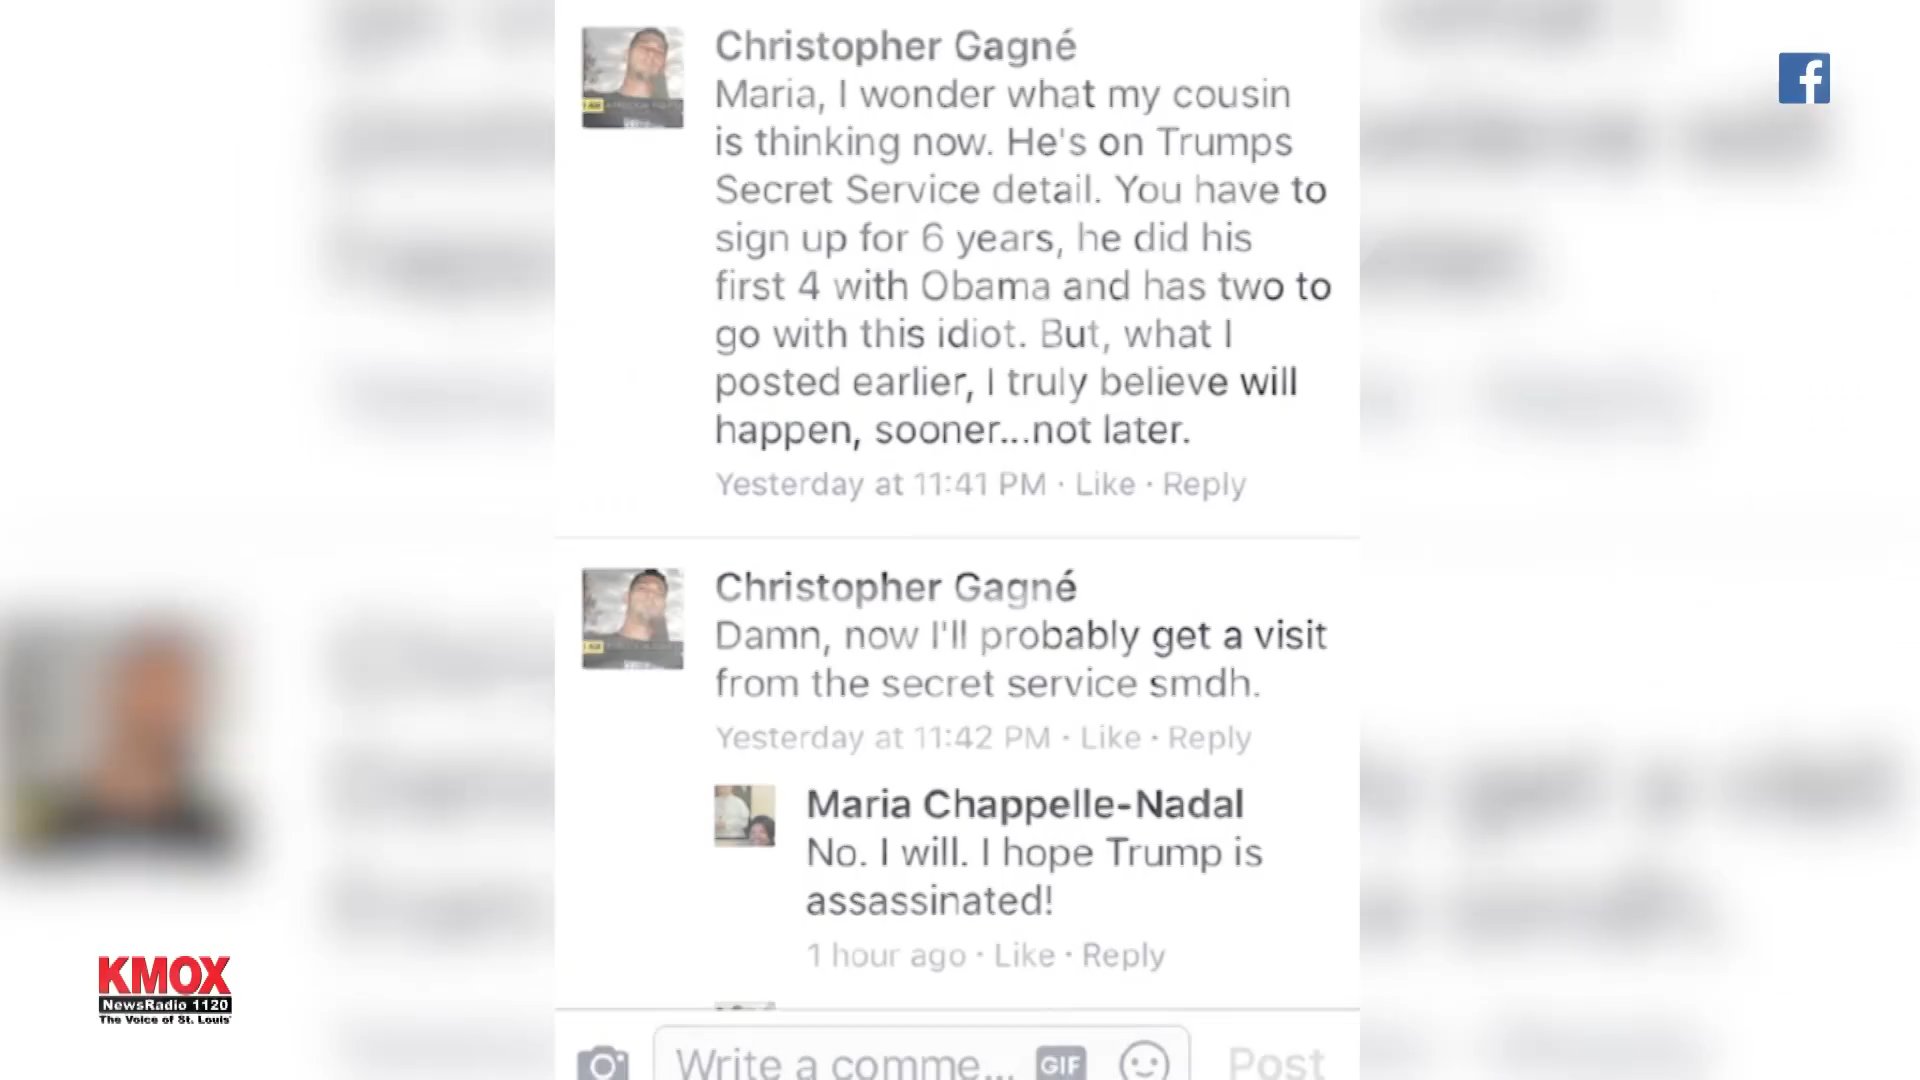 Christopher Gagné
Maria, I wonder what my cousin
is thinking now. He's on Trumps
Secret Service detail. You have to
sign up for 6 years, he did his
first 4 with Obama and has two to
go with this idiot. But, what I
posted earlier, I truly believe will
happen, sooner...not later.
Yesterday at 11:41 PM · Like · Reply
Christopher Gagné
Damn, now I'll probably get a visit
from the secret service smdh.
Yesterday at 11:42 PM · Like · Reply
Maria Chappelle-Nadal
No. I will. I hope Trump is
assassinated!
1 hour ago · Like · Reply
Write a comme... GIF Post
f
KMOX
NewsRadio 1120
The Voice of St. Louis